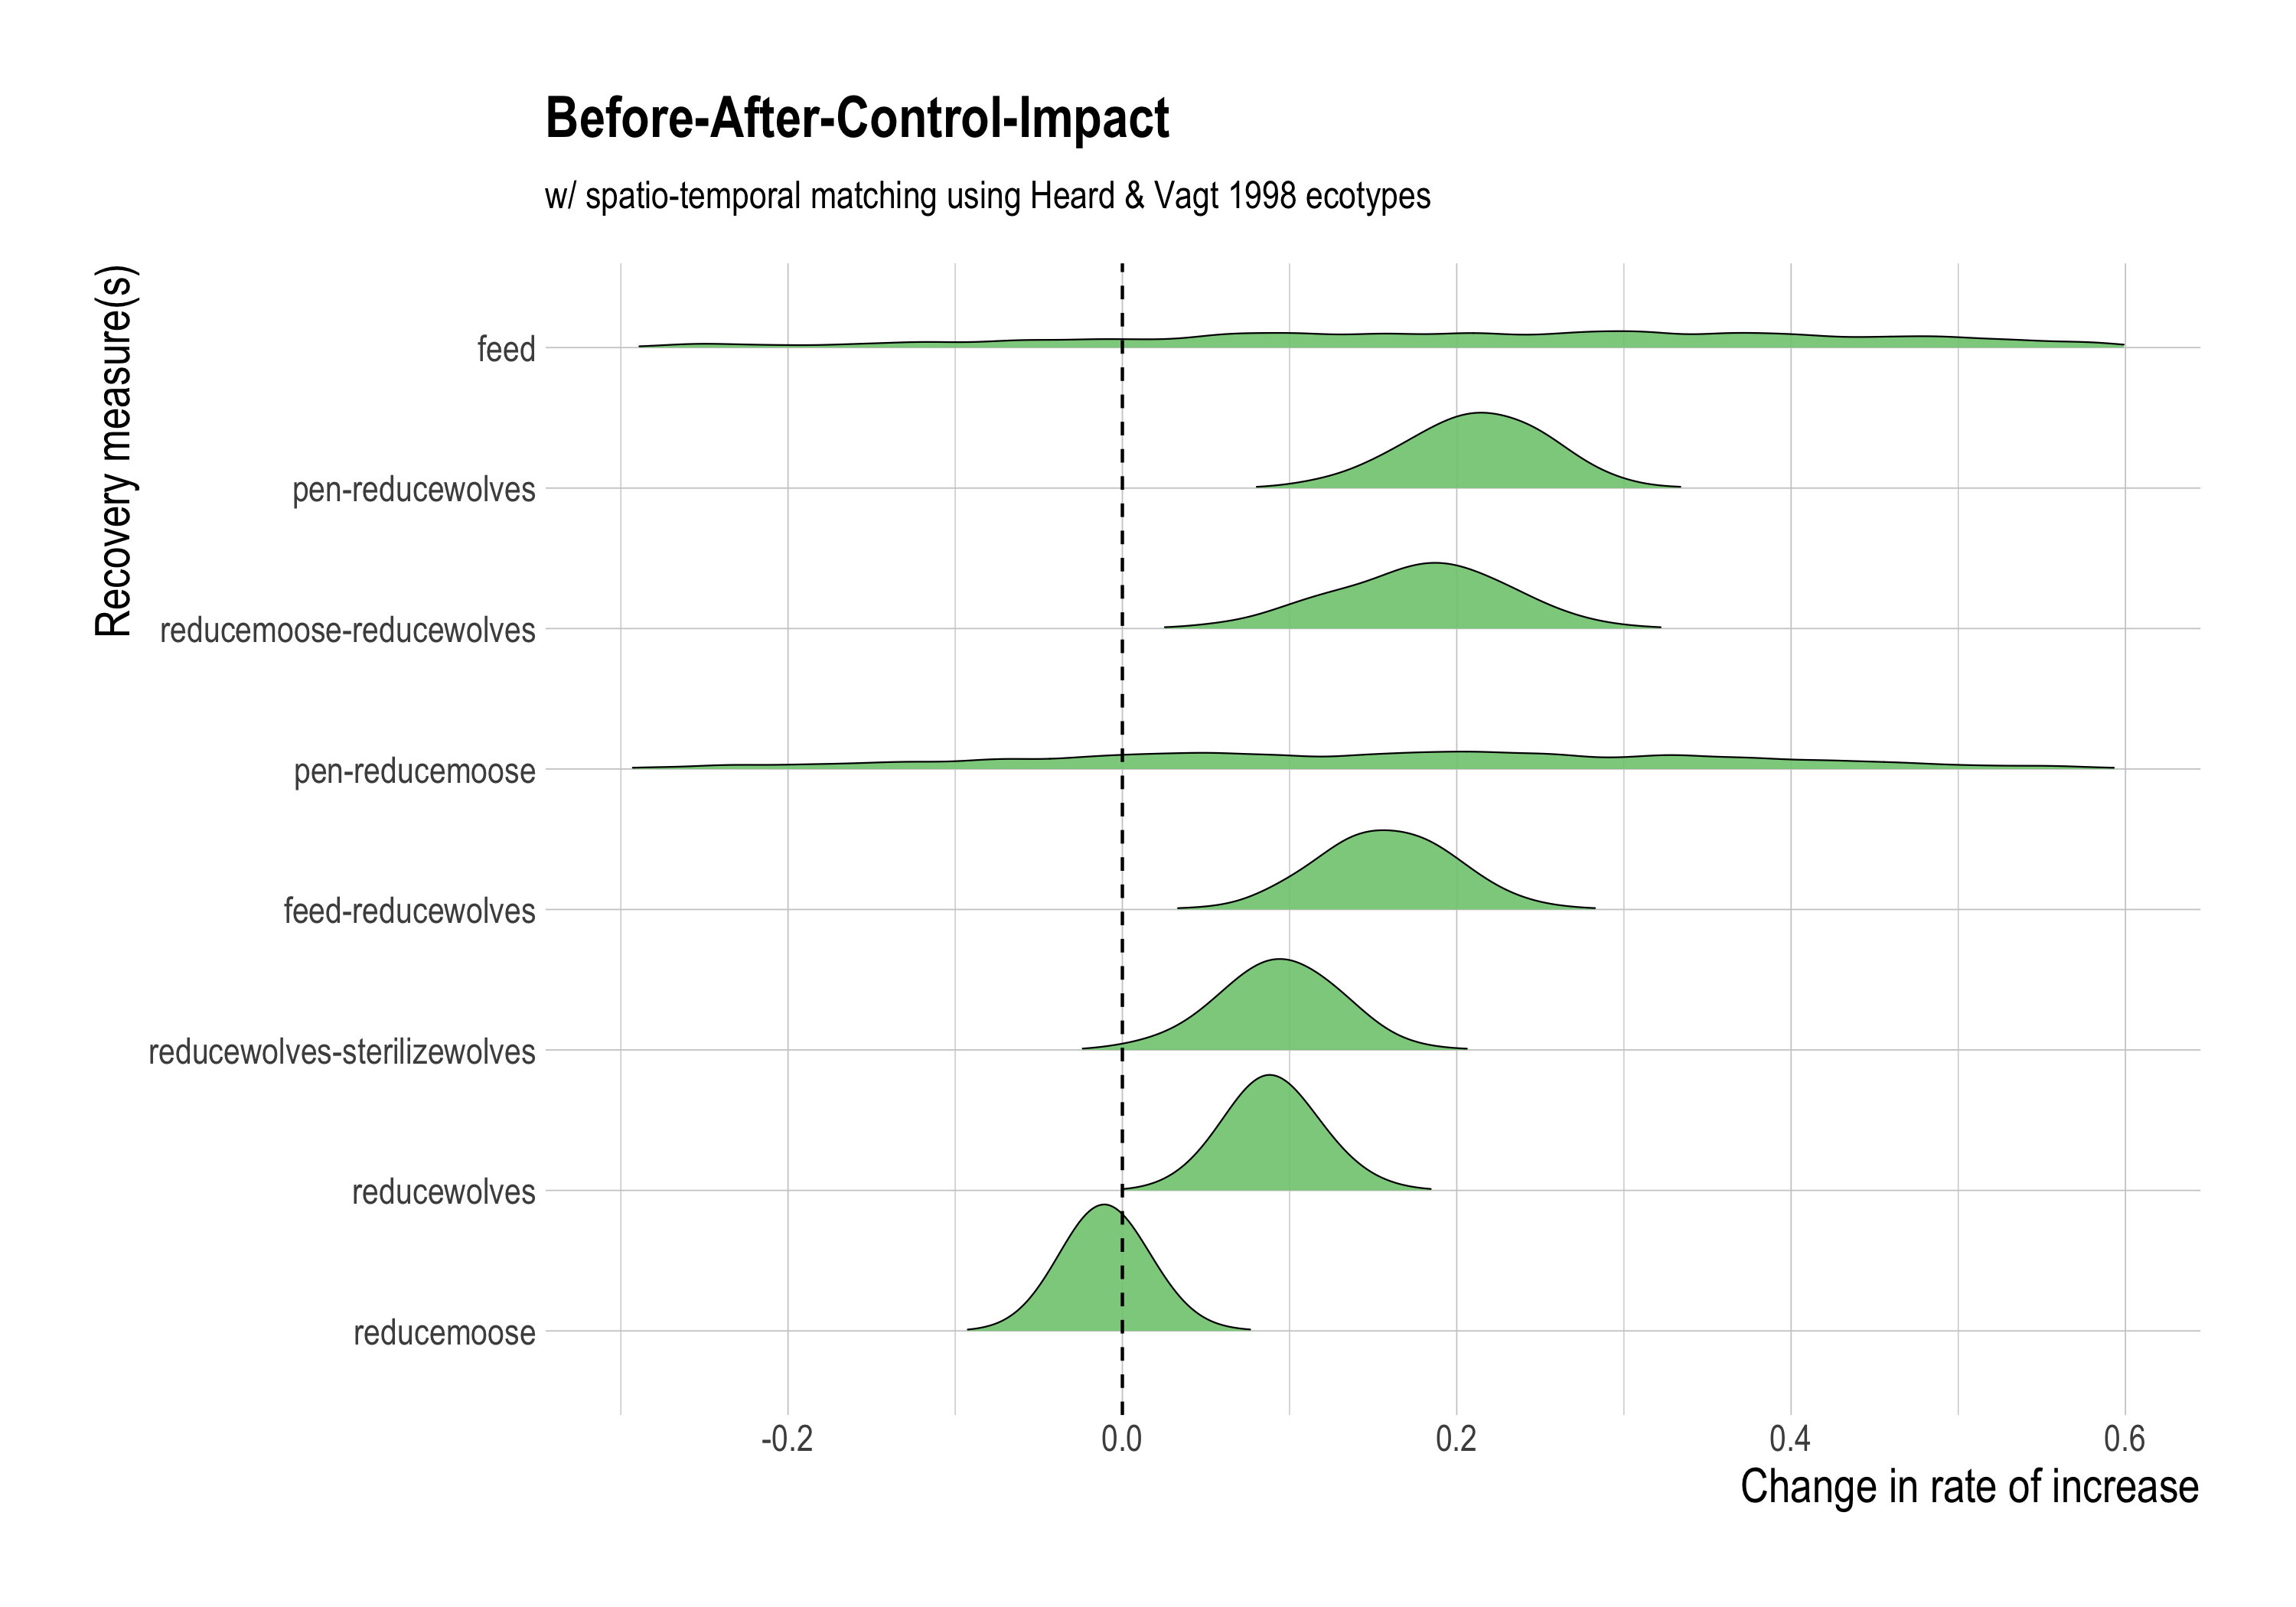 Before-After-Control-Impact
w/ spatio-temporal matching using Heard & Vagt 1998 ecotypes
Recovery measure(s)
feed
pen-reducewolves
reducemoose-reducewolves
pen-reducemoose
feed-reducewolves
reducewolves-sterilizewolves
reducewolves
reducemoose
-0.2 0.0 0.2 0.4 0.6
Change in rate of increase